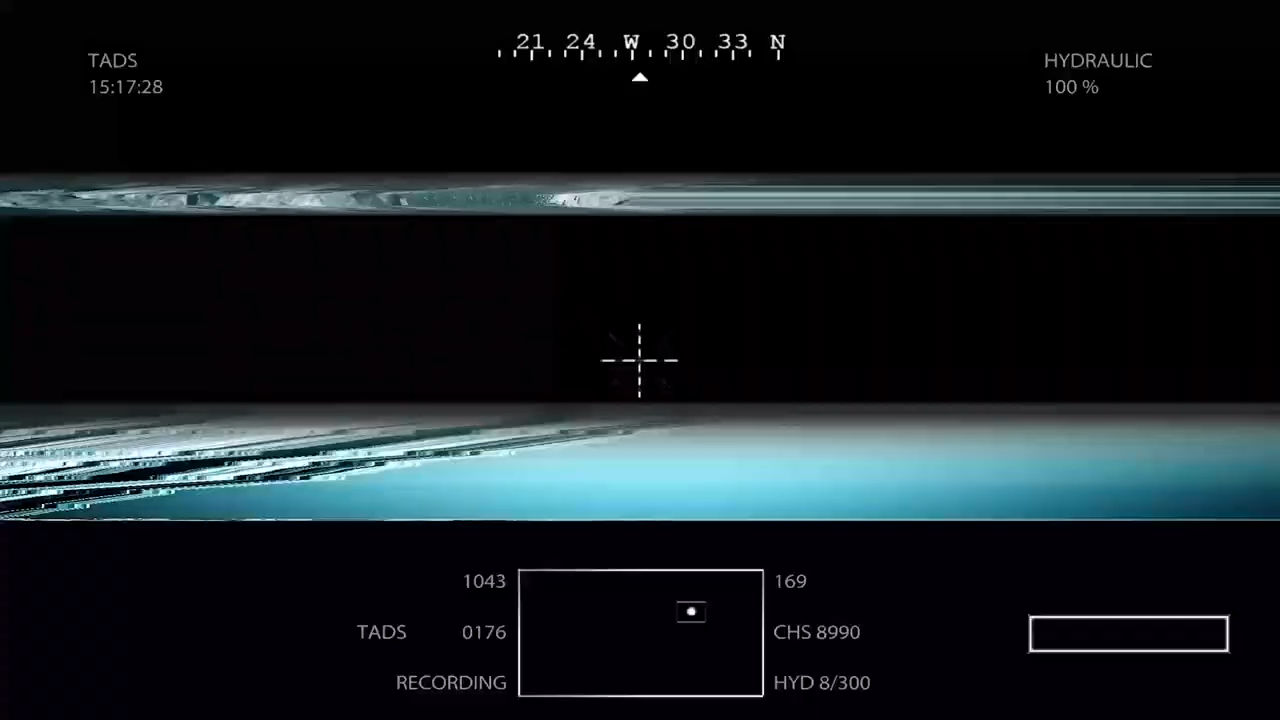 21 24 W 30 33 N
TADS
15:17:28
HYDRAULIC
100 %
1043
TADS 0176
RECORDING
169
CHS 8990
HYD 8/300